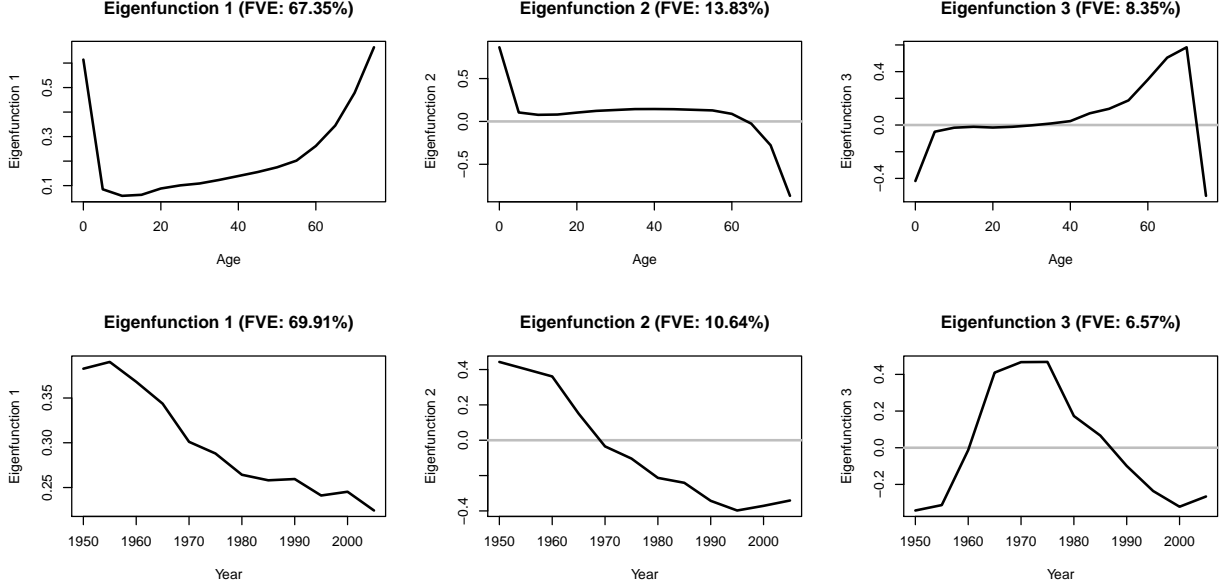 Eigenfunction 1 (FVE: 67.35%)
Eigenfunction 1
0.1
0.3
0.5
0
20
40
60
Age
Eigenfunction 2 (FVE: 13.83%)
Eigenfunction 2
−0.5
0.0
0.5
0
20
40
60
Age
Eigenfunction 3 (FVE: 8.35%)
Eigenfunction 3
−0.4
0.0
0.4
0
20
40
60
Age
Eigenfunction 1 (FVE: 69.91%)
Eigenfunction 1
0.25
0.30
0.35
1950
1960
1970
1980
1990
2000
Year
Eigenfunction 2 (FVE: 10.64%)
Eigenfunction 2
−0.4
0.0
0.2
0.4
1950
1960
1970
1980
1990
2000
Year
Eigenfunction 3 (FVE: 6.57%)
Eigenfunction 3
−0.2
0.0
0.2
0.4
1950
1960
1970
1980
1990
2000
Year